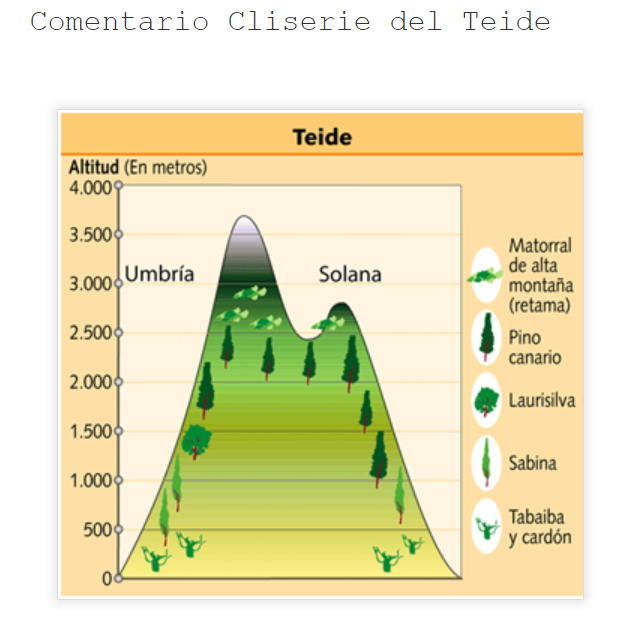 Comentario Cliserie del Teide
Teide
Altitud (En metros)
4.000
3.500
3.000
2.500
2.000
1.500
1.000
500
0
Umbría
Solana
Matorral
de alta
montaña
(retama)
Pino
canario
Laurisilva
Sabina
Tabaiba
y cardón